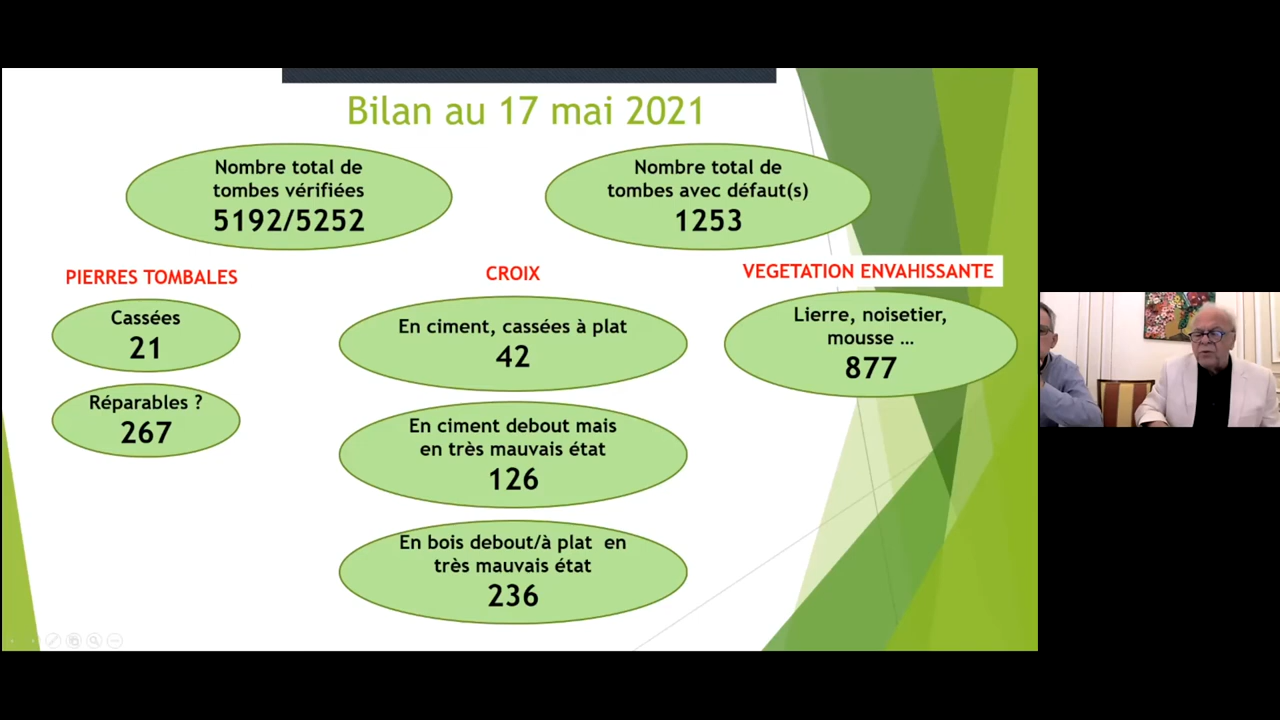 Bilan au 17 mai 2021
Nombre total de
tombes vérifiées
5192/5252
Nombre total de
tombes avec défaut(s)
1253
PIERRES TOMBALES
Cassées
21
Réparables ?
267
CROIX
En ciment, cassées à plat
42
En ciment debout mais
en très mauvais état
126
En bois debout/à plat en
très mauvais état
236
VEGETATION ENVAHISSANTE
Lierre, noisetier,
mousse ...
877